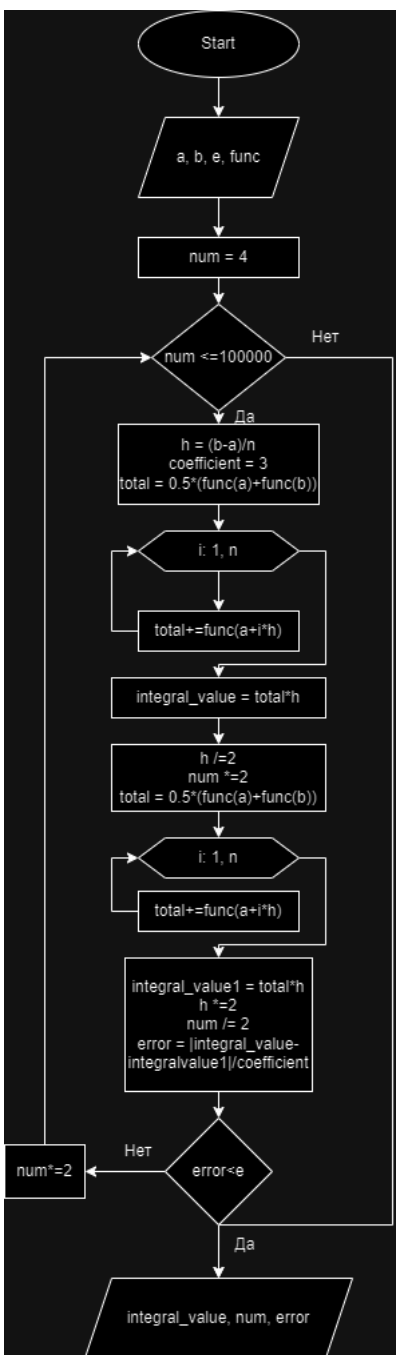 Start
a, b, e, func
num = 4
num <=100000
Нет
Да
h = (b-a)/n
coefficient = 3
total = 0.5*(func(a)+func(b))
i: 1, n
total+=func(a+i*h)
integral_value = total*h
h /=2
num *=2
total = 0.5*(func(a)+func(b))
i: 1, n
total+=func(a+i*h)
integral_value1 = total*h
h *=2
num /= 2
error = |integral_value-
integralvalue1|/coefficient
Нет
num*=2
error<e
Да
integral_value, num, error